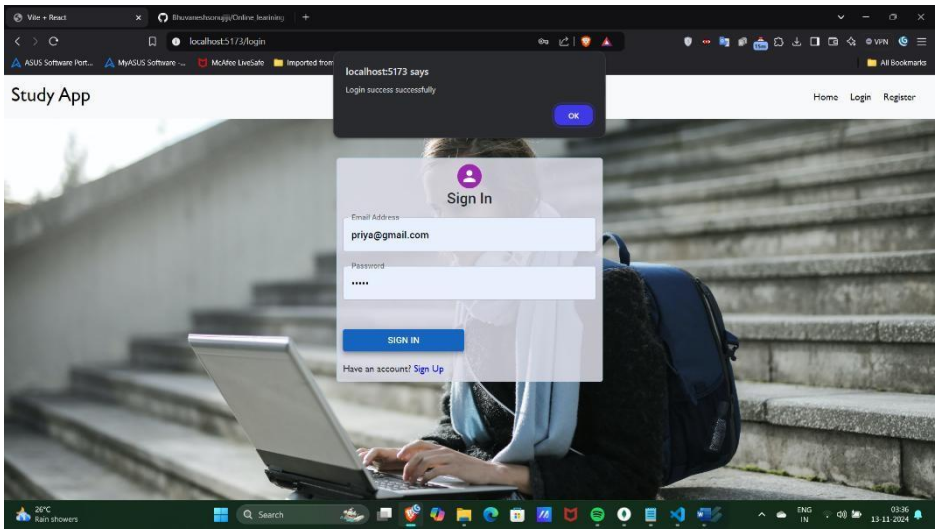 Vite + React
Bhuvaneshsonujiji/Online_learining
localhost:5173/login
VPN
ASUS Software Port...
MyASUS Software -...
McAfee LiveSafe
Imported from
All Bookmarks
localhost:5173 says
Login success successfully
OK
Study App
Home Login Register
Sign In
Email Address
priya@gmail.com
Password
SIGN IN
Have an account? Sign Up
26°C
Rain showers
Search
ENG
IN
03:36
13-11-2024